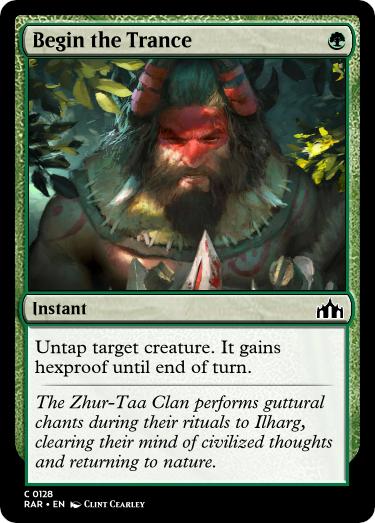 Begin the Trance
Instant
Untap target creature. It gains
hexproof until end of turn.
The Zhur-Taa Clan performs guttural
chants during their rituals to Ilharg,
clearing their mind of civilized thoughts
and returning to nature.
C 0128
RAR • EN CLINT CEARLEY